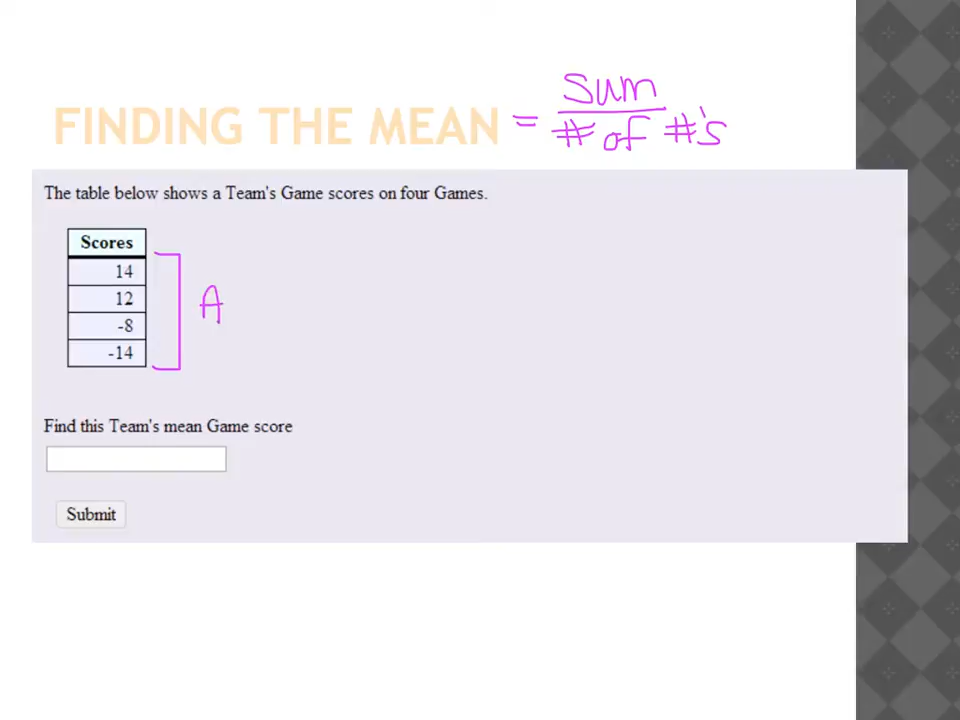 FINDING THE MEAN = sum
# of #'s
The table below shows a Team's Game scores on four Games.
Scores
14
12
-8
-14
A
Find this Team's mean Game score
Submit